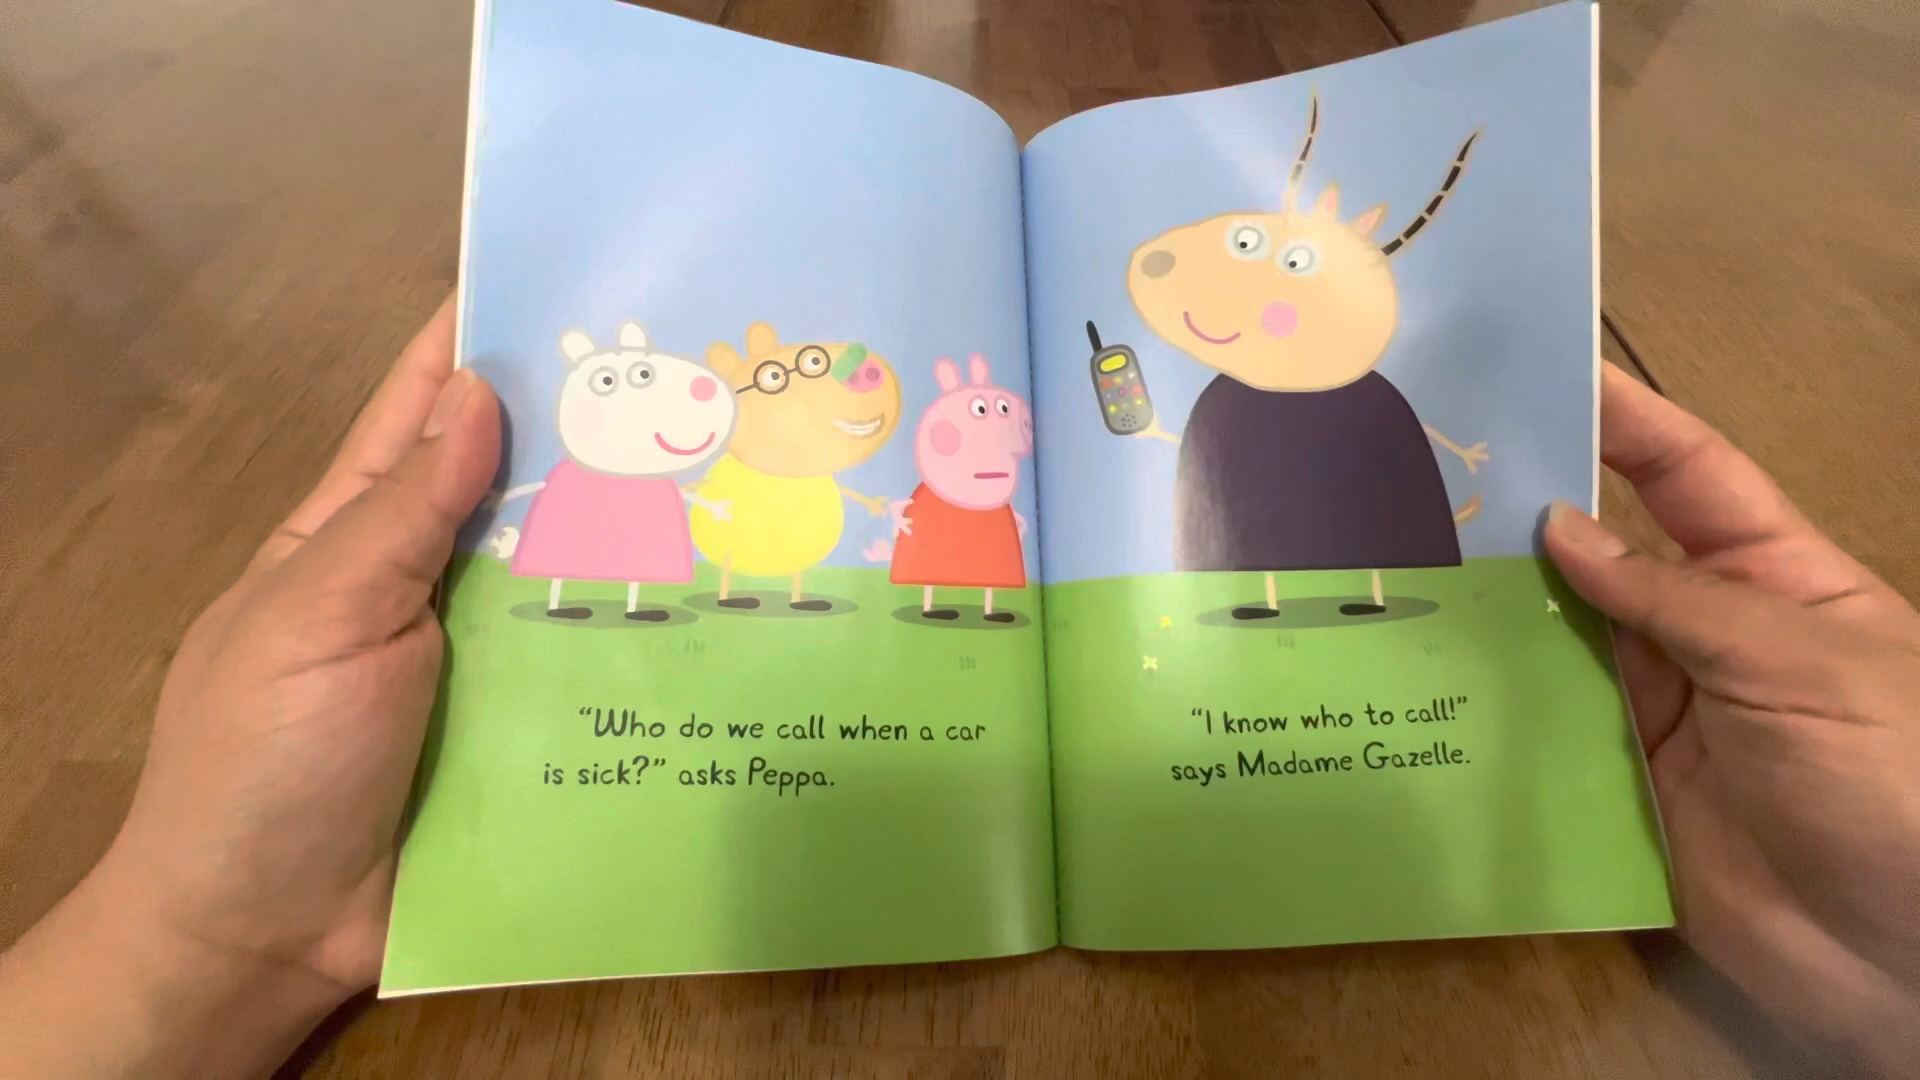 “Who do we call when a car
is sick?” asks Peppa.
“I know who to call!”
says Madame Gazelle.